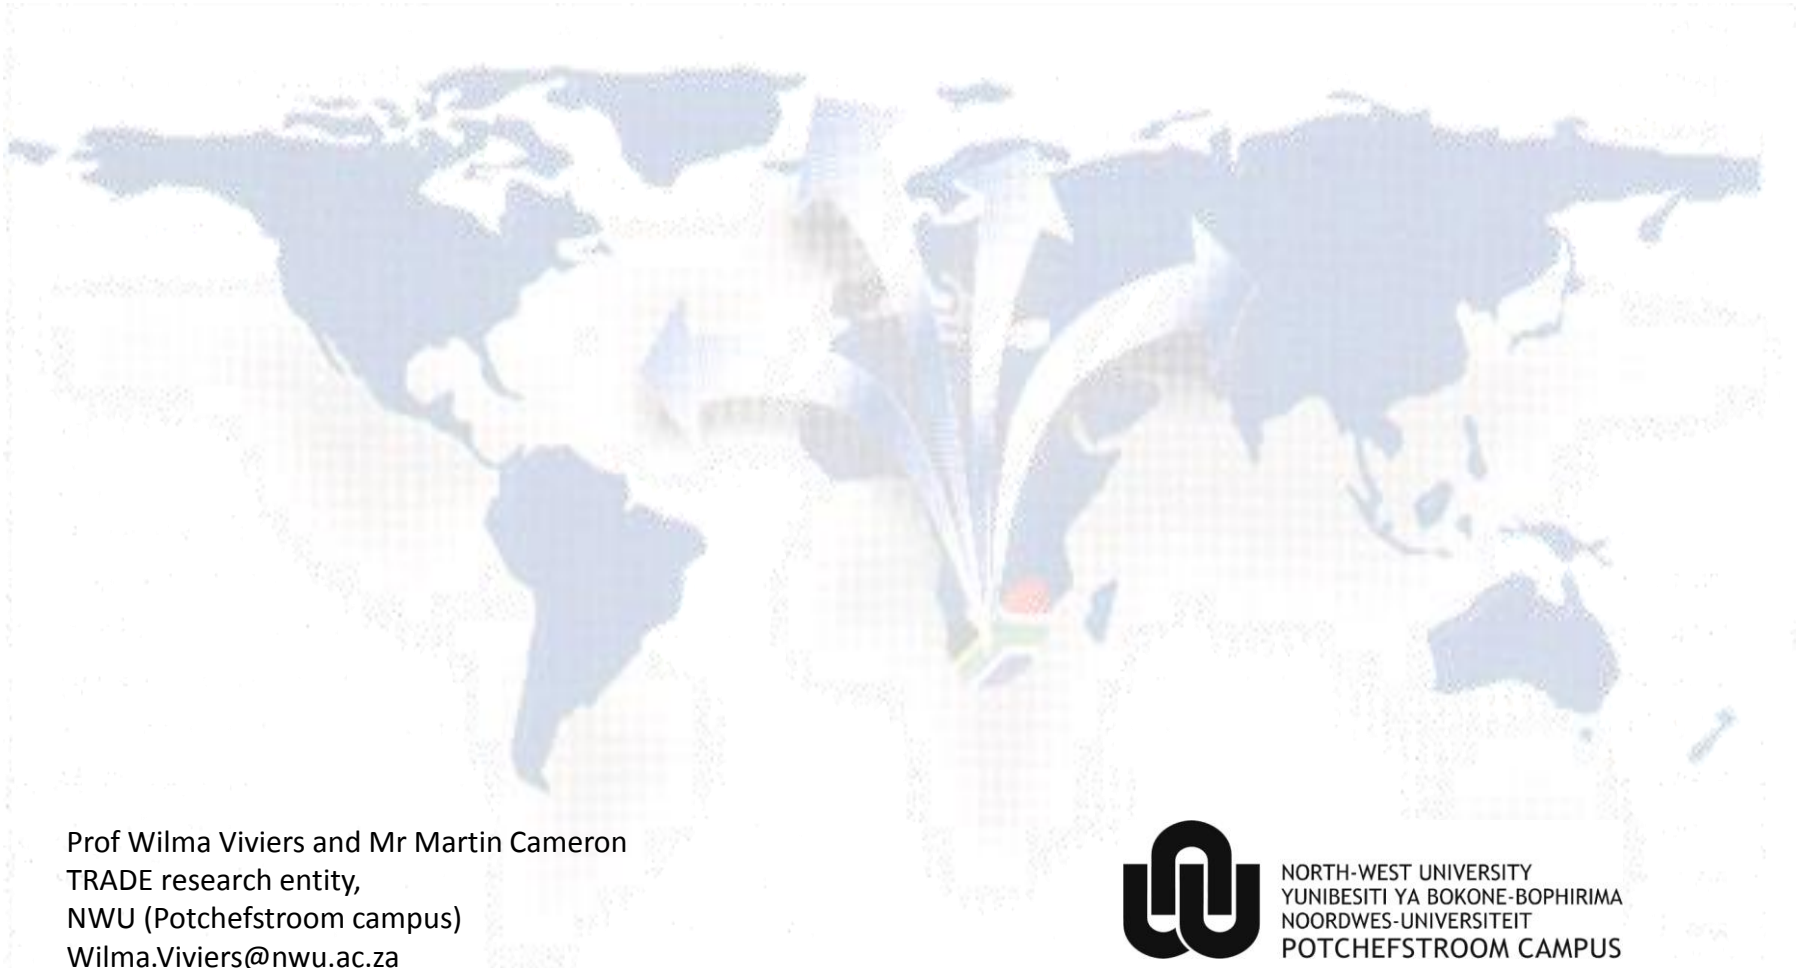 Prof Wilma Viviers and Mr Martin Cameron
TRADE research entity,
NWU (Potchefstroom campus)
Wilma.Viviers@nwu.ac.za
NORTH-WEST UNIVERSITY
YUNIBESITI YA BOKONE-BOPHIRIMA
NOORDWES-UNIVERSITEIT
POTCHEFSTROOM CAMPUS